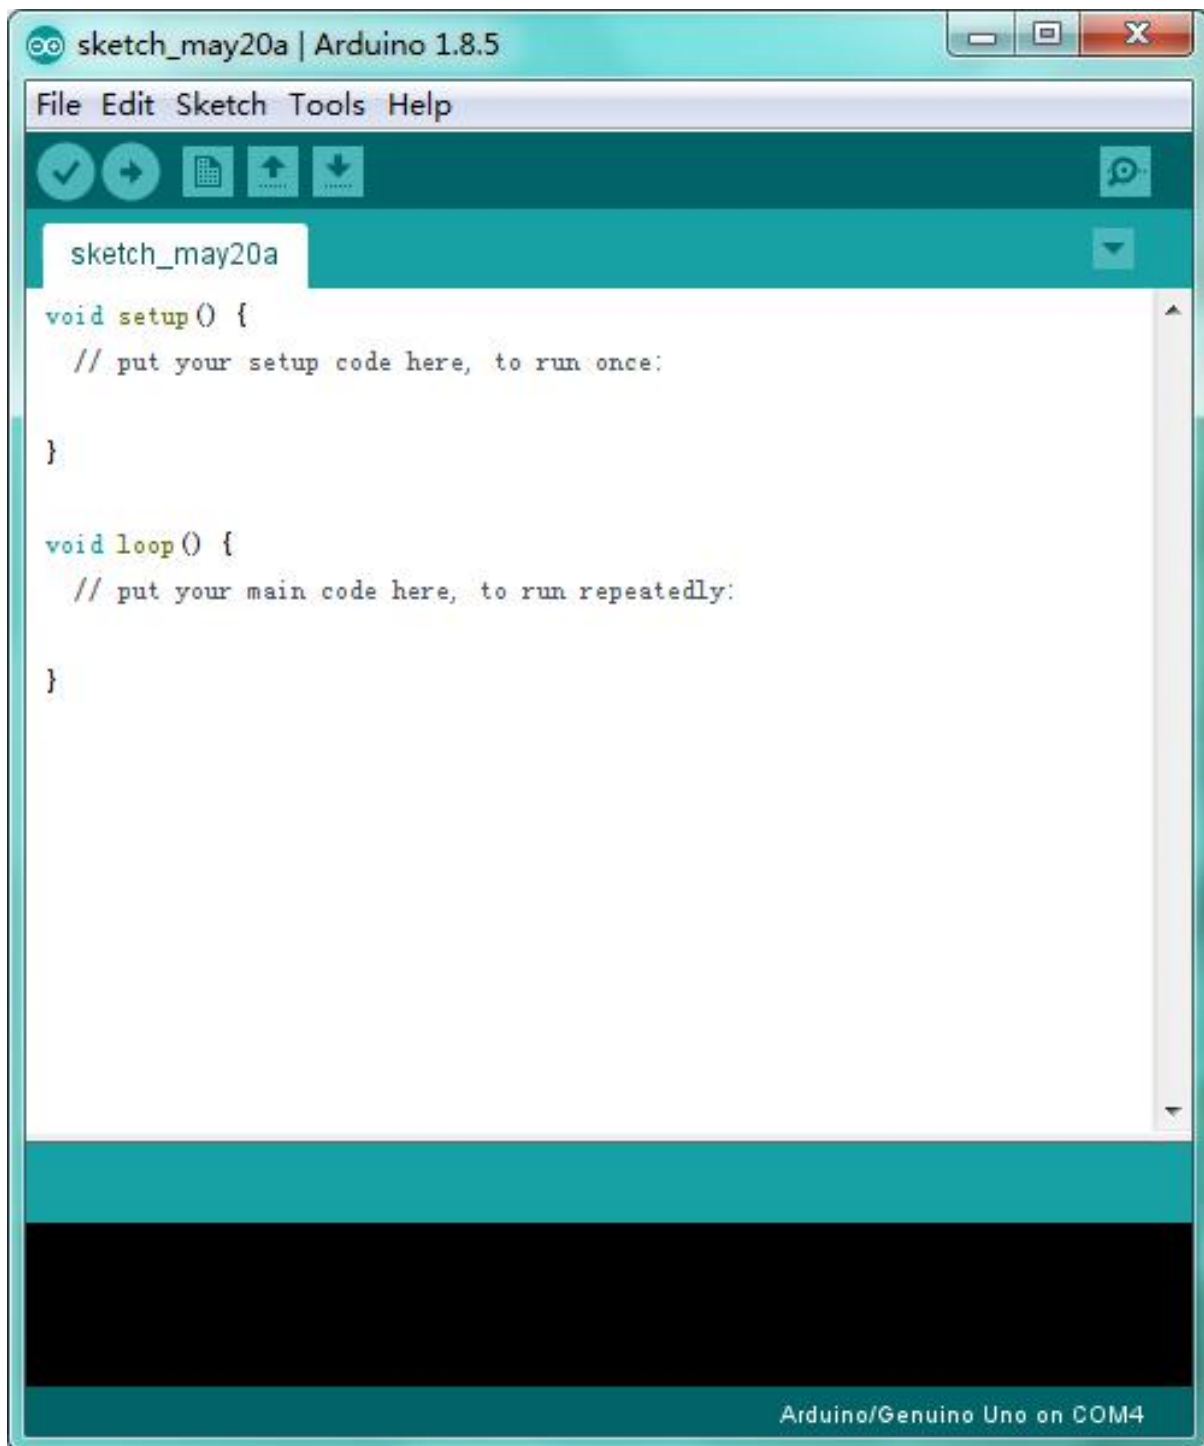 sketch_may20a | Arduino 1.8.5
File Edit Sketch Tools Help
sketch_may20a
void setup() {
  // put your setup code here, to run once:
}
void loop() {
  // put your main code here, to run repeatedly:
}
Arduino/Genuino Uno on COM4